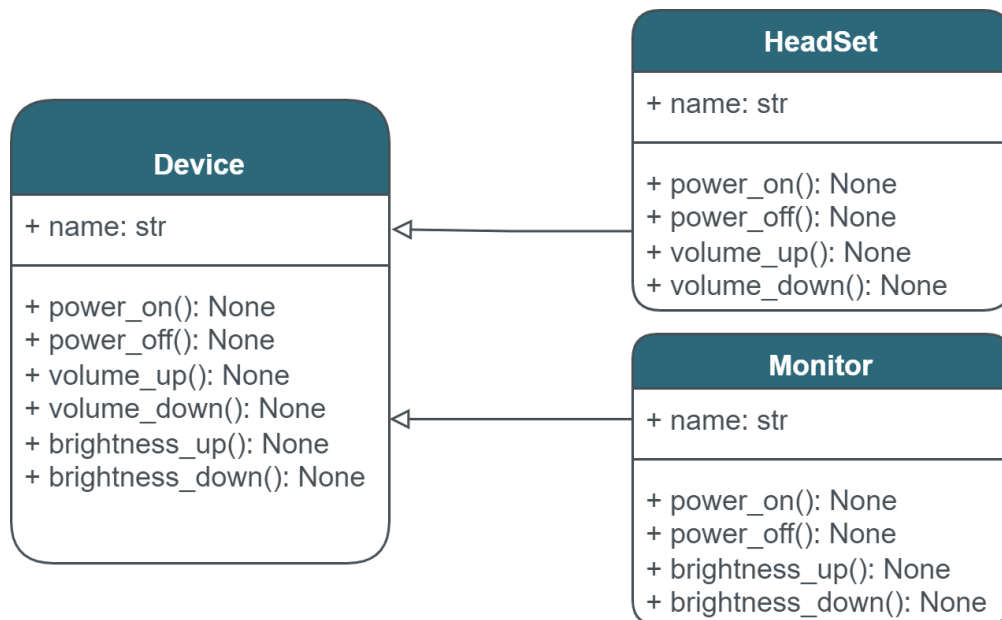 Device
+ name: str
+ power_on(): None
+ power_off(): None
+ volume_up(): None
+ volume_down(): None
+ brightness_up(): None
+ brightness_down(): None
HeadSet
+ name: str
+ power_on(): None
+ power_off(): None
+ volume_up(): None
+ volume_down(): None
Monitor
+ name: str
+ power_on(): None
+ power_off(): None
+ brightness_up(): None
+ brightness_down(): None